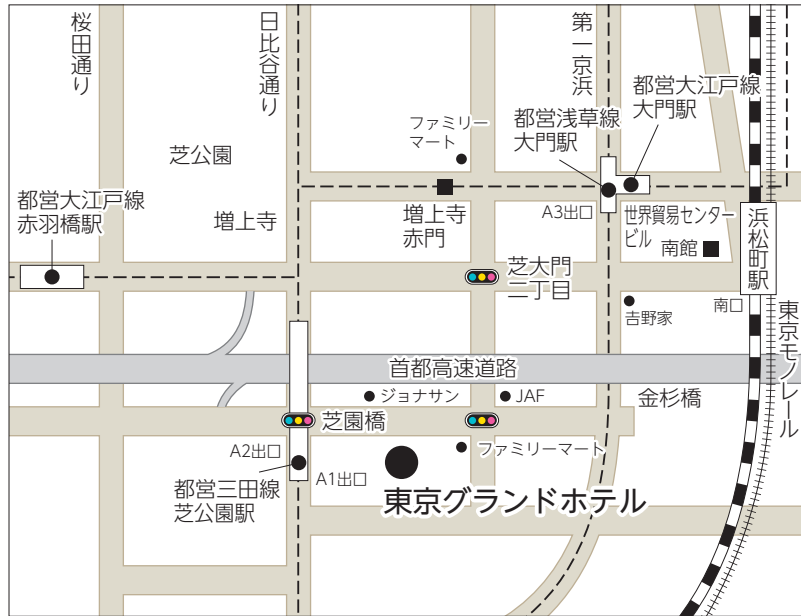 桜田通り
日比谷通り
第一京浜
都営大江戸線
大門駅
都営浅草線
大門駅
ファミリー
マート
芝公園
都営大江戸線
赤羽橋駅
増上寺
増上寺
赤門
A3出口
世界貿易センター
ビル
南館
浜松町駅
芝大門
二丁目
𠮷野家
南口
東京モノレール
首都高速道路
ジョナサン
JAF
金杉橋
芝園橋
A2出口
ファミリーマート
A1出口
都営三田線
芝公園駅
東京グランドホテル